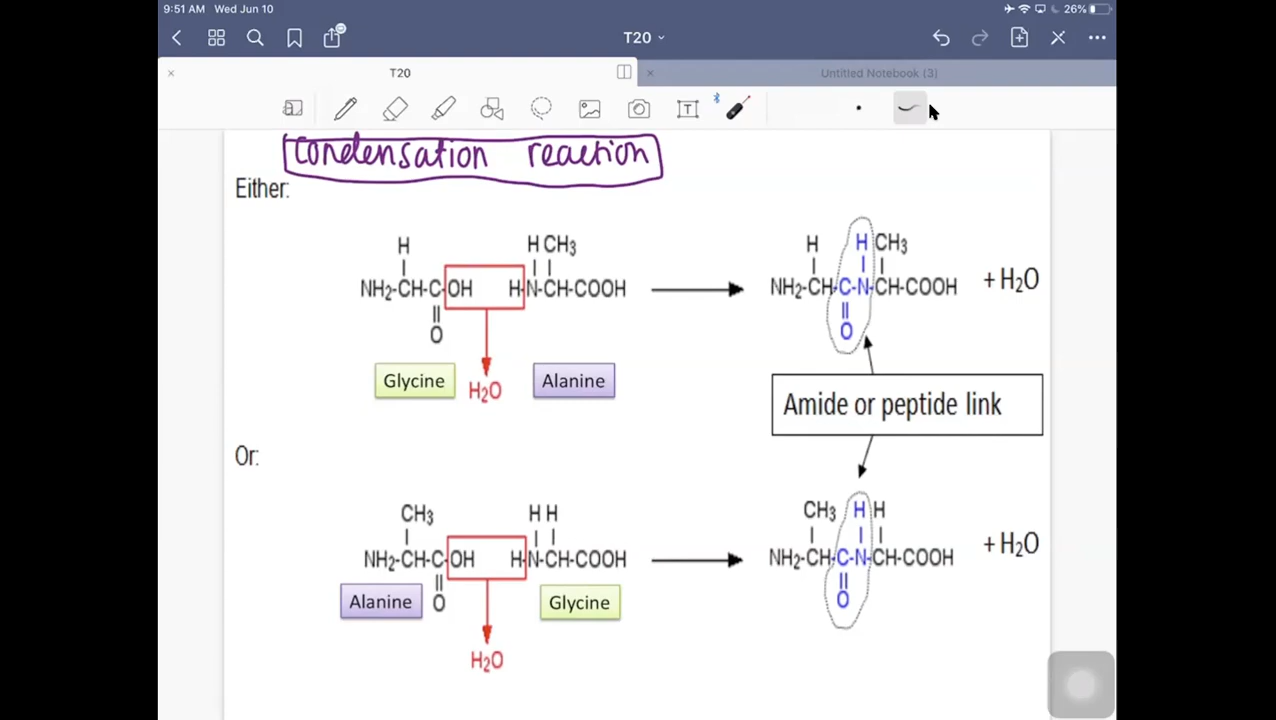 9:51 AM Wed Jun 10
26%
T20
T20
Untitled Notebook (3)
T
condensation reaction
Either:
H H CH3 H H CH3
NH2-CH-C-OH H-N-CH-COOH NH2-CH-C-N-CH-COOH + H2O
O O
Glycine H2O Alanine
Amide or peptide link
Or:
CH3 H H CH3 H H
NH2-CH-C-OH H-N-CH-COOH NH2-CH-C-N-CH-COOH + H2O
Alanine O Glycine O
H2O